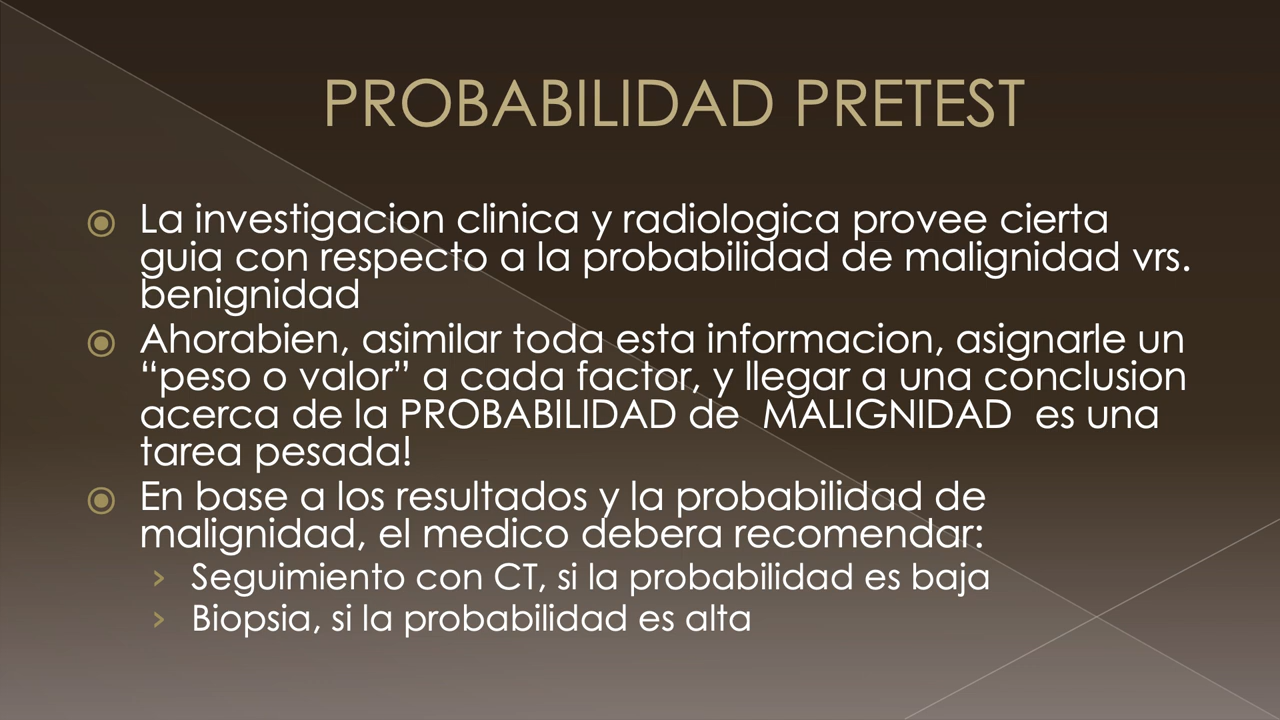 PROBABILIDAD PRETEST
La investigacion clinica y radiologica provee cierta
guia con respecto a la probabilidad de malignidad vrs.
benignidad
Ahorabien, asimilar toda esta informacion, asignarle un
“peso o valor” a cada factor, y llegar a una conclusion
acerca de la PROBABILIDAD de MALIGNIDAD es una
tarea pesada!
En base a los resultados y la probabilidad de
malignidad, el medico debera recomendar:
Seguimiento con CT, si la probabilidad es baja
Biopsia, si la probabilidad es alta